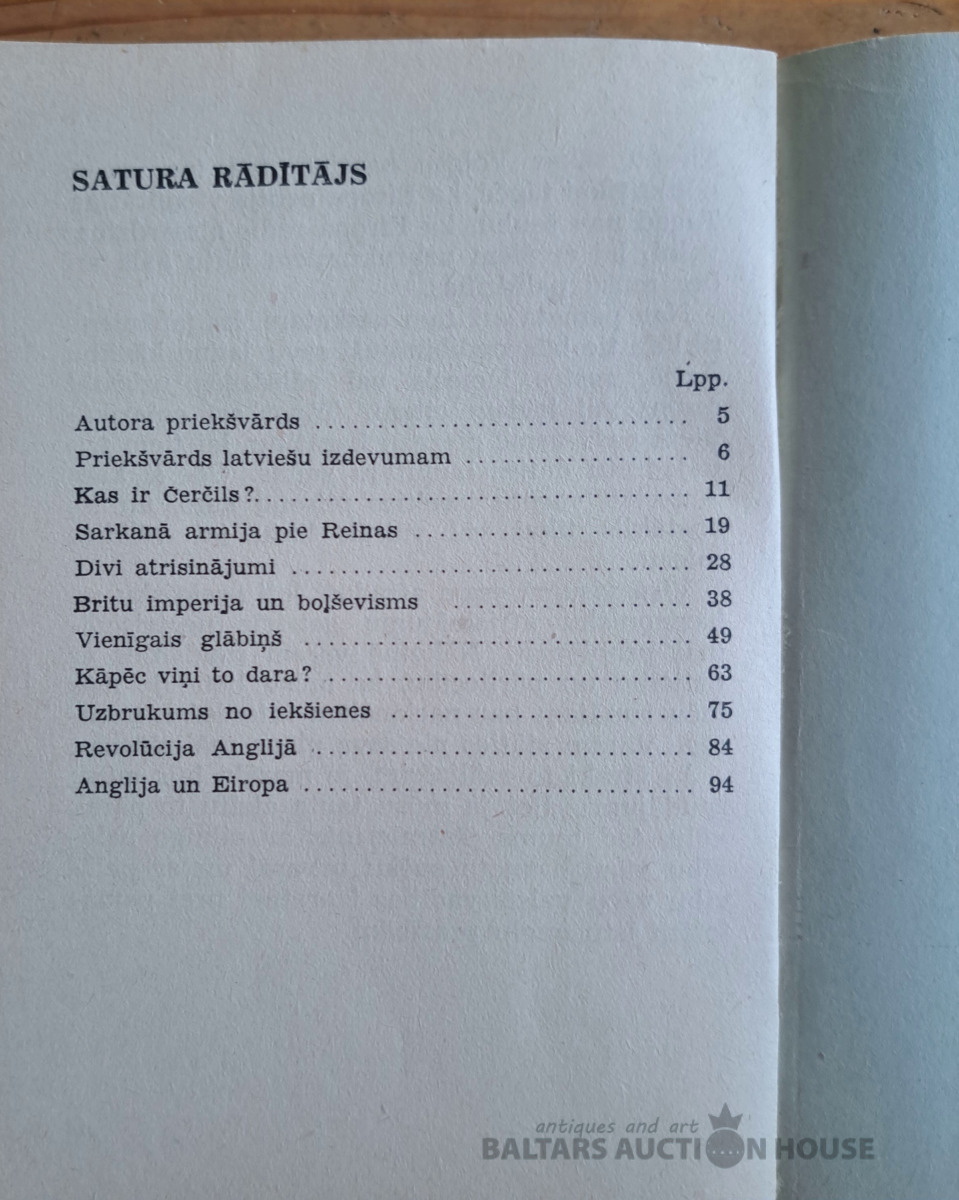 SATURA RĀDĪTĀJS
Lpp.
Autora priekšvārds ................................ 5
Priekšvārds latviešu izdevumam ................... 6
Kas ir Čerčils?..................................... 11
Sarkanā armija pie Reinas ....................... 19
Divi atrisinājumi .................................. 28
Britu imperija un boļševisms .................... 38
Vienīgais glābiņš ................................. 49
Kāpēc viņi to dara? .............................. 63
Uzbrukums no iekšienes ......................... 75
Revolūcija Anglijā ................................ 84
Anglija un Eiropa .................................. 94
antiques and art
BALTARS AUCTION HOUSE